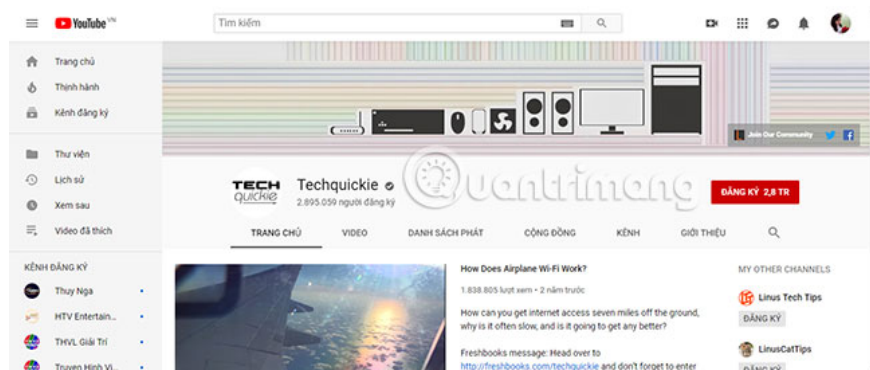 YouTube VN
Tìm kiếm
Trang chủ
Thịnh hành
Kênh đăng ký
Join Our Community
Thư viện
Lịch sử
Xem sau
Video đã thích
TECH
QUICKIE
Techquickie
2.895.059 người đăng ký
Quantrimang
ĐĂNG KÝ 2,8 TR
TRANG CHỦ VIDEO DANH SÁCH PHÁT CỘNG ĐỒNG KÊNH GIỚI THIỆU
KÊNH ĐĂNG KÝ
Thuy Nga
HTV Entertain...
THVL Giải Trí
Truyen Hinh Vi...
How Does Airplane Wi-Fi Work?
1.638.805 lượt xem • 2 năm trước
How can you get internet access seven miles off the ground,
why is it often slow, and is it going to get any better?
Freshbooks message: Head over to
http://freshbooks.com/techquickie and don't forget to enter
MY OTHER CHANNELS
Linus Tech Tips
ĐĂNG KÝ
LinusCatTips
ĐĂNG KÝ